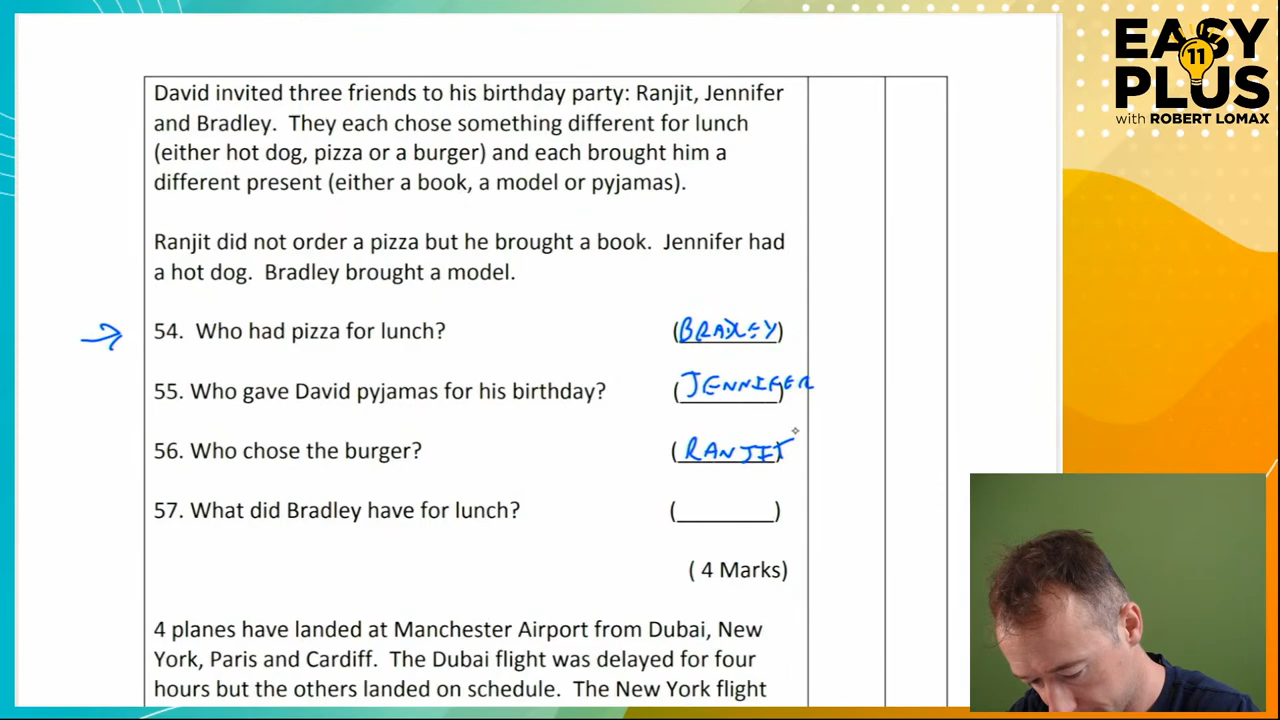 EASY
11
PLUS
with ROBERT LOMAX
David invited three friends to his birthday party: Ranjit, Jennifer
and Bradley. They each chose something different for lunch
(either hot dog, pizza or a burger) and each brought him a
different present (either a book, a model or pyjamas).
Ranjit did not order a pizza but he brought a book. Jennifer had
a hot dog. Bradley brought a model.
54. Who had pizza for lunch? (BRADLEY)
55. Who gave David pyjamas for his birthday? (JENNIFER)
56. Who chose the burger? (RANJIT)
57. What did Bradley have for lunch? (________)
( 4 Marks)
4 planes have landed at Manchester Airport from Dubai, New
York, Paris and Cardiff. The Dubai flight was delayed for four
hours but the others landed on schedule. The New York flight